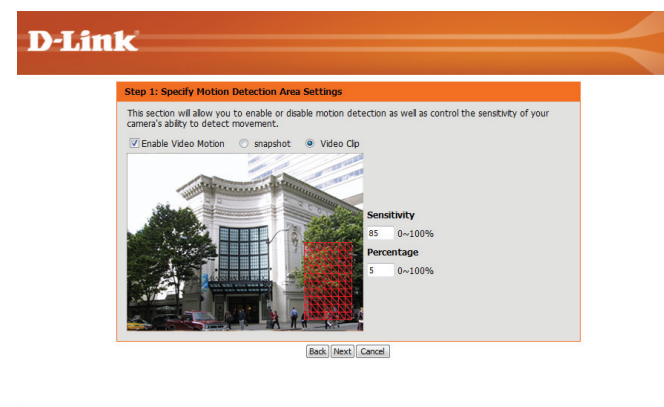 D-Link
Step 1: Specify Motion Detection Area Settings
This section will allow you to enable or disable motion detection as well as control the sensitivity of your
camera's ability to detect movement.
Enable Video Motion snapshot Video Clip
Sensitivity
85 0~100%
Percentage
5 0~100%
Back Next Cancel